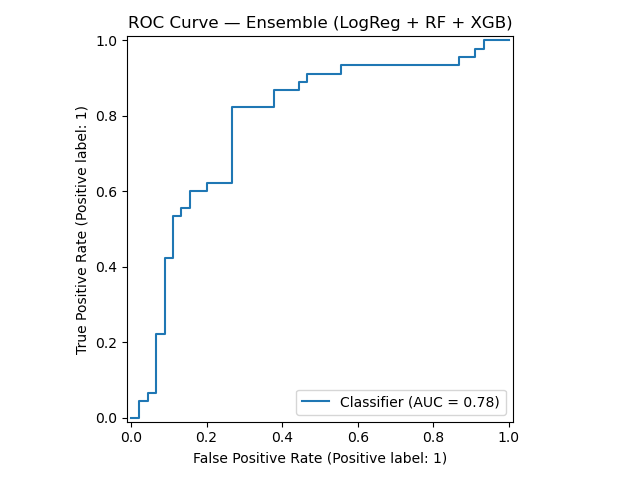 ROC Curve — Ensemble (LogReg + RF + XGB)
True Positive Rate (Positive label: 1)
1.0
0.8
0.6
0.4
0.2
0.0
Classifier (AUC = 0.78)
0.0 0.2 0.4 0.6 0.8 1.0
False Positive Rate (Positive label: 1)